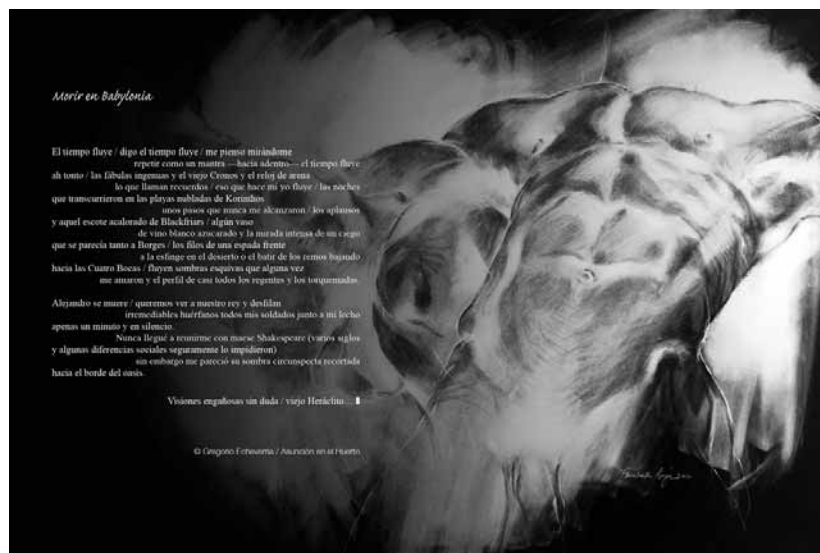 Morir en Babylonia
El tiempo fluye / digo el tiempo fluye / me pienso mirándome
repetir como un mantra —hacia adentro— el tiempo fluye
ah tonto / las fábulas ingenuas y el viejo Cronos y el reloj de arena
lo que llaman recuerdos / eso que hace mi yo fluye / las noches
que transcurrieron en las playas nubladas de Korinthos
unos pasos que nunca me alcanzaron / los aplausos
y aquel escote acalorado de Blackfriars / algún vaso
de vino blanco azucarado y la mirada intensa de un ciego
que se parecía tanto a Borges / los filos de una espada frente
a la esfinge en el desierto o el batir de los remos bajando
hacia las Cuatro Bocas / fluyen sombras esquivas que alguna vez
me amaron y el perfil de casi todos los regentes y los torquemadas.
Alejandro se muere / queremos ver a nuestro rey y desfilan
irremediables huérfanos todos mis soldados junto a mi lecho
apenas un minuto y en silencio.
Nunca llegué a reunirme con maese Shakespeare (varios siglos
y algunas diferencias sociales seguramente lo impidieron)
sin embargo me pareció su sombra circunspecta recortada
hacia el borde del oasis.
Visiones engañosas sin duda / viejo Heráclito...
© Gregorio Echeverría / Asunción en el Huerto